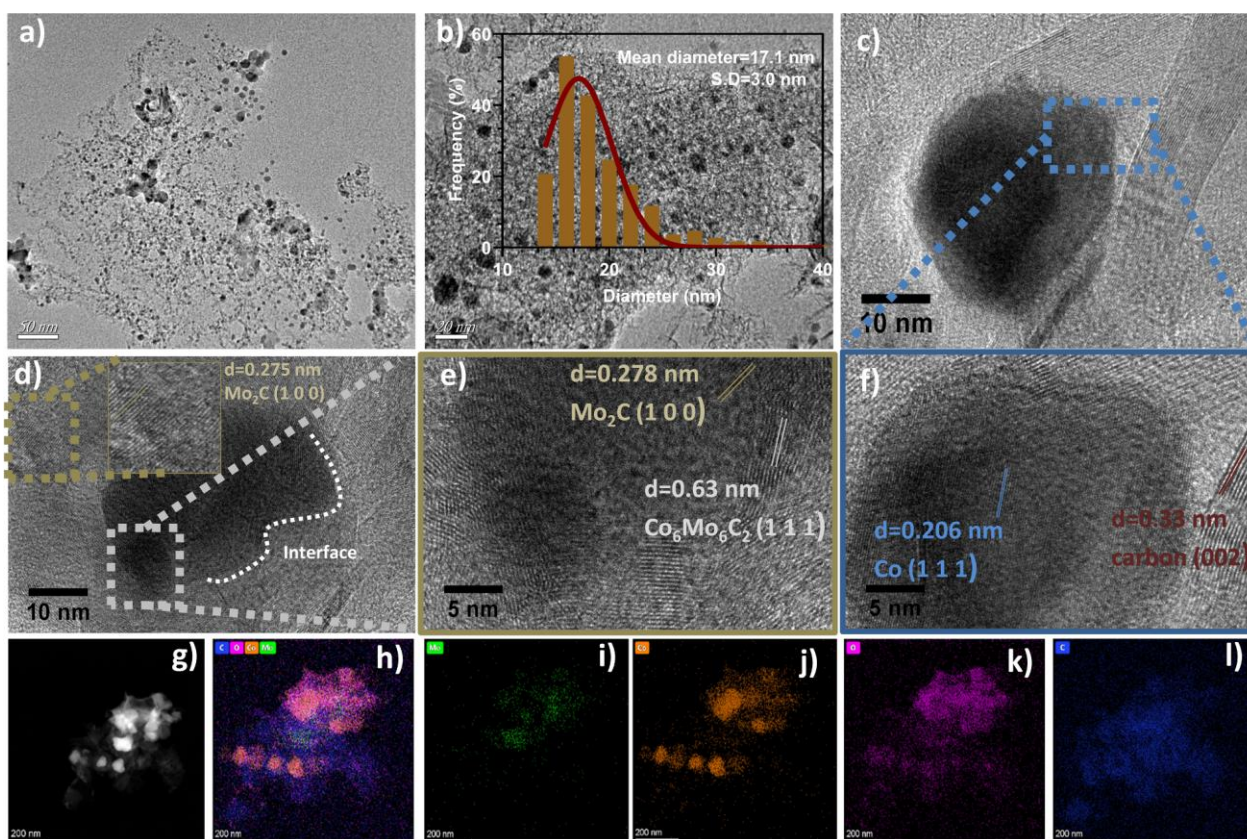 a)
50 nm
b)
60
40
20
0
Frequency (%)
Mean diameter=17.1 nm
S.D=3.0 nm
10
20
30
40
Diameter (nm)
20 nm
c)
10 nm
d)
d=0.275 nm
Mo₂C (1 0 0)
Interface
10 nm
e)
d=0.278 nm
Mo₂C (1 0 0)
d=0.63 nm
Co₆Mo₆C₂ (1 1 1)
5 nm
f)
d=0.206 nm
Co (1 1 1)
d=0.33 nm
carbon (002)
5 nm
g)
200 nm
C O Co Mo
h)
200 nm
Mo
i)
200 nm
Co
j)
200 nm
O
k)
200 nm
C
l)
200 nm